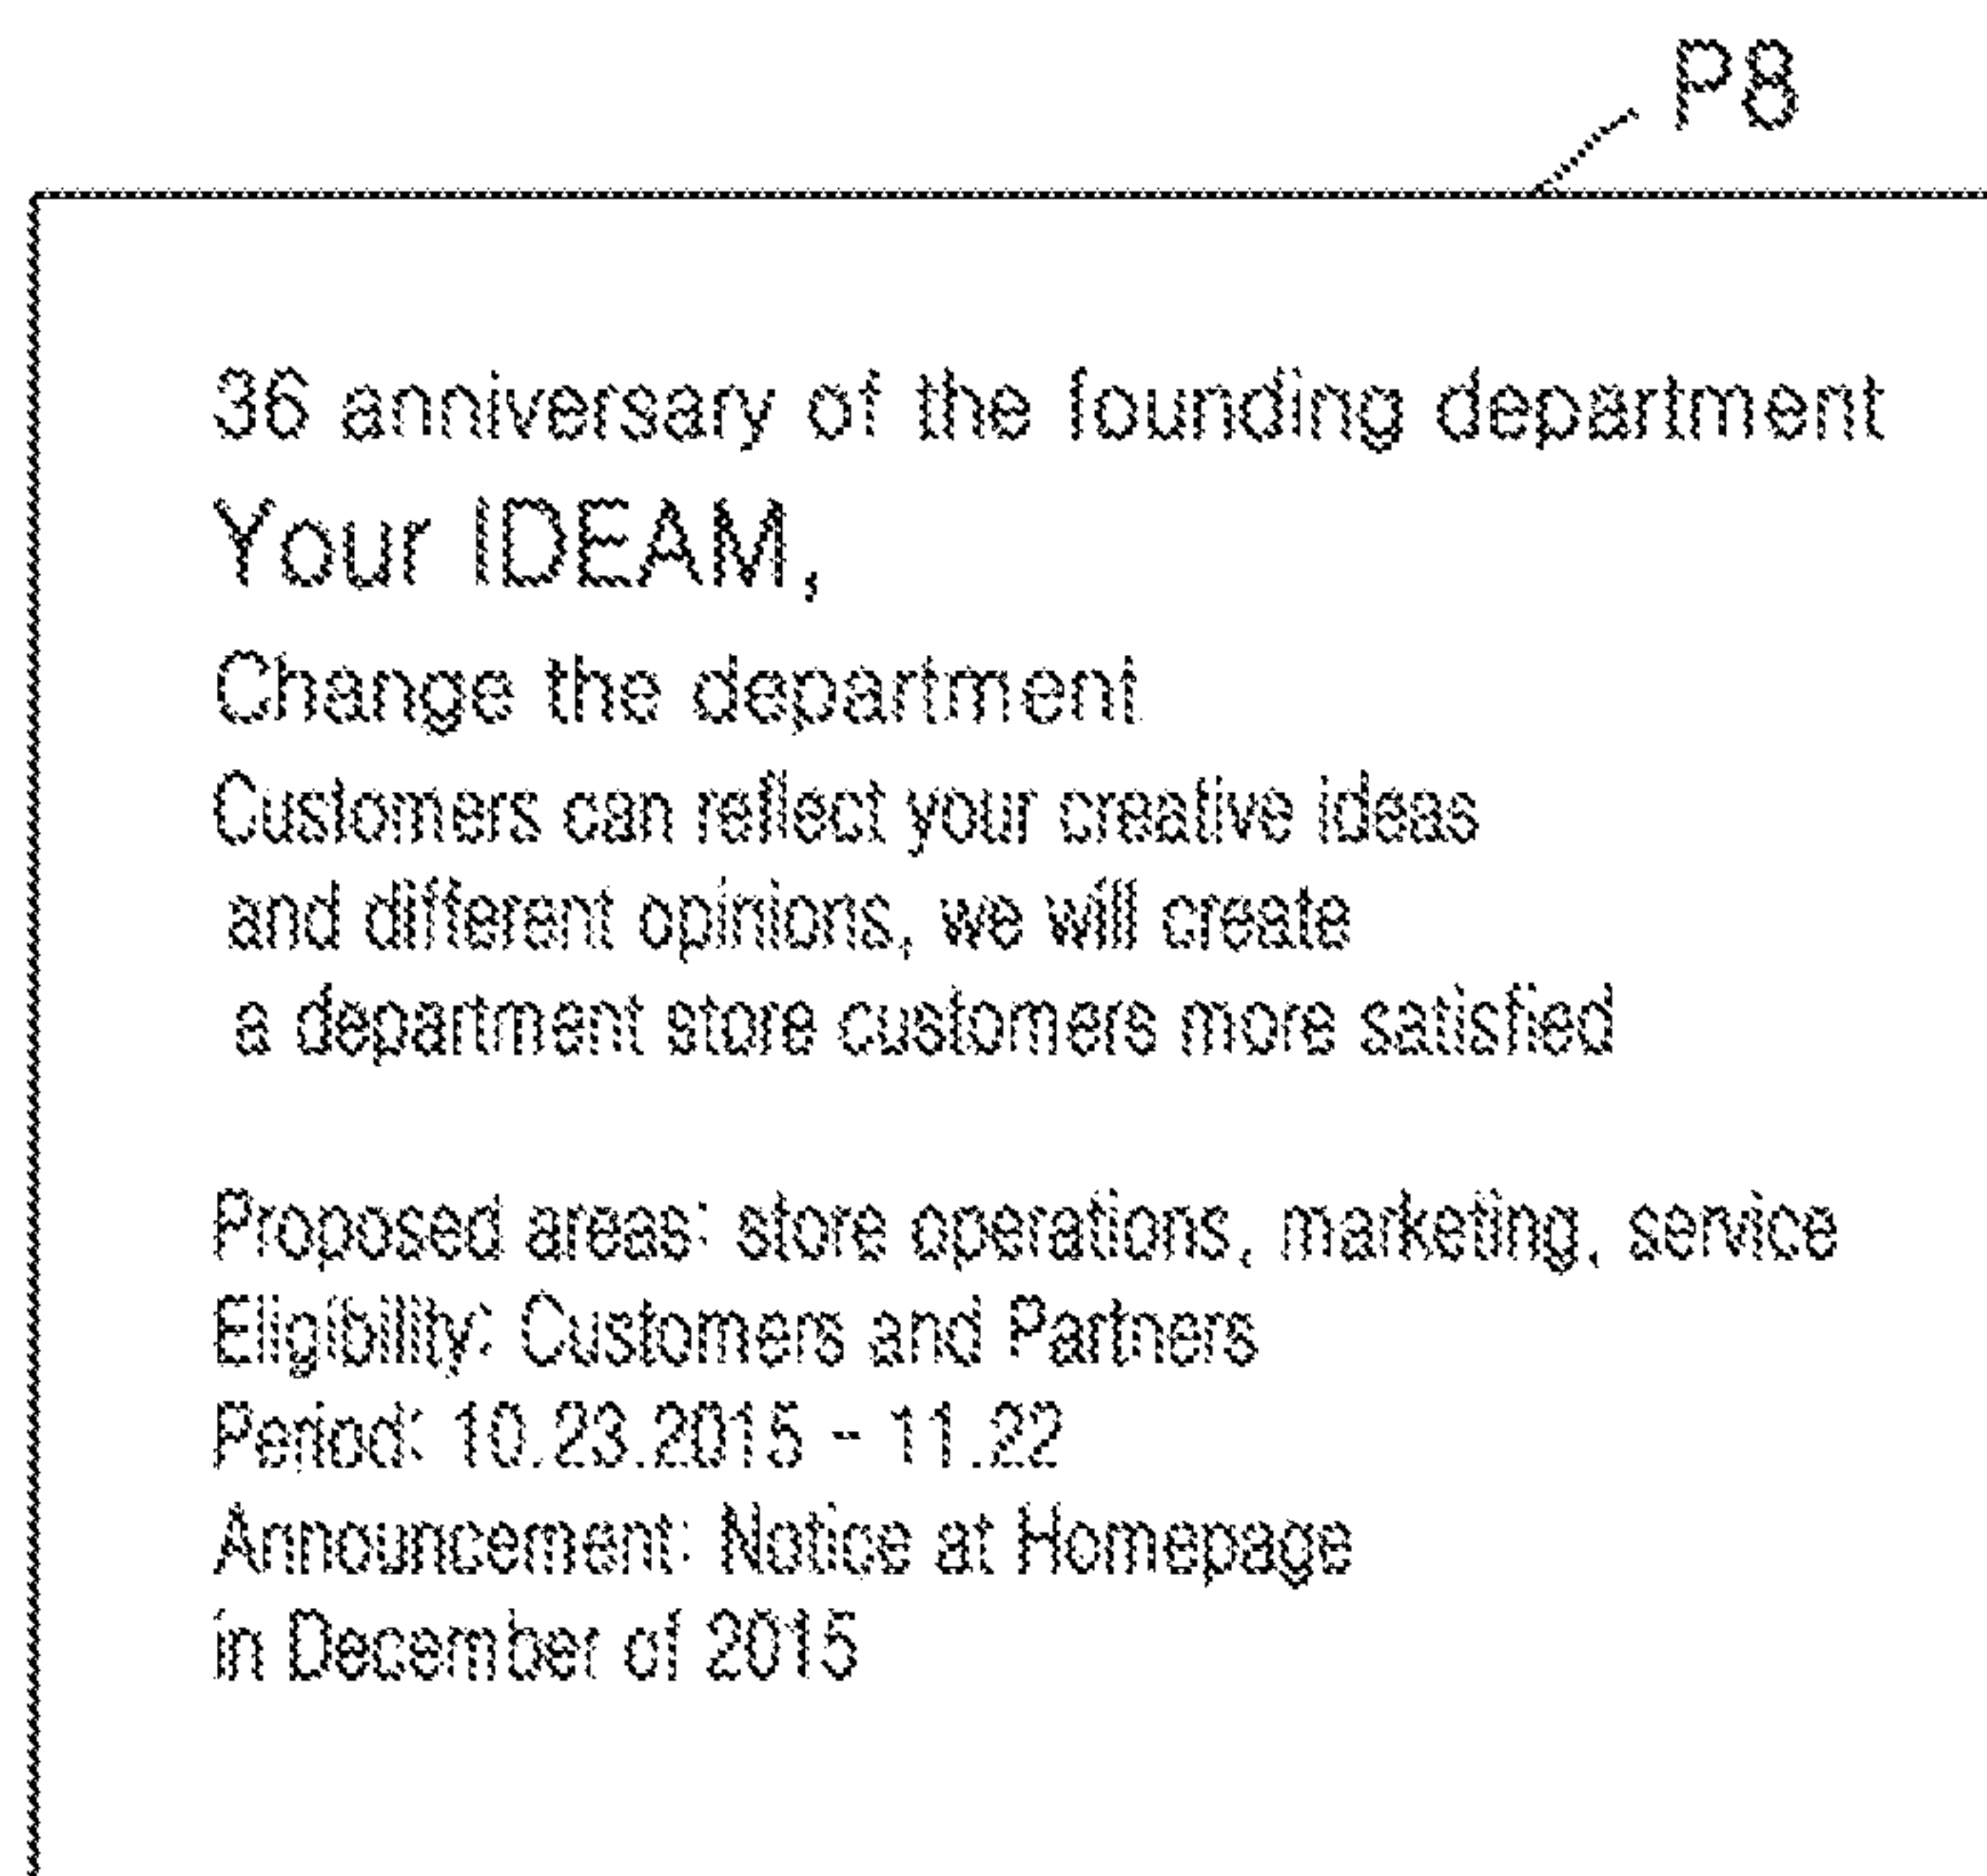 P8
36 anniversary of the founding department
Your IDEAM,
Change the department
Customers can reflect your creative ideas
and different opinions, we will create
a department store customers more satisfied
Proposed areas: store operations, marketing, service
Eligibility: Customers and Partners
Period: 10.23.2015 - 11.22
Announcement: Notice at Homepage
in December of 2015